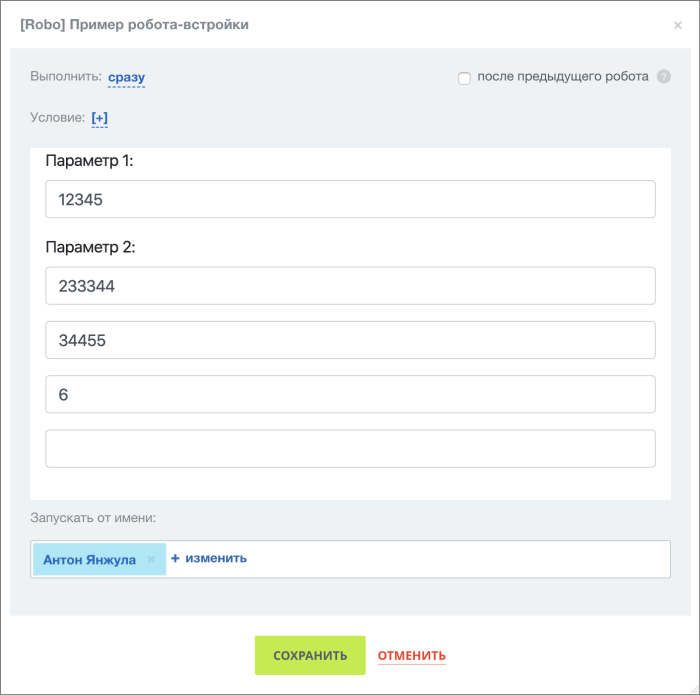 [Robo] Пример робота-встройки ×
Выполнить: сразу после предыдущего робота ?
Условие: [+]
Параметр 1:
12345
Параметр 2:
233344
34455
6
Запускать от имени:
Антон Янжула × + изменить
СОХРАНИТЬ ОТМЕНИТЬ